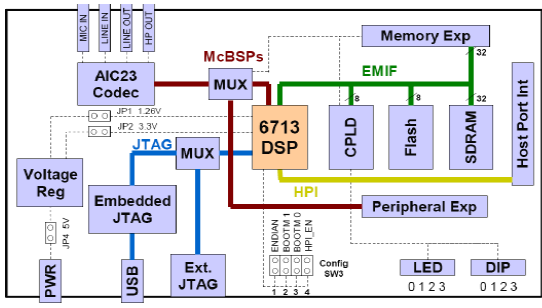 MIC IN
LINE IN
LINE OUT
HP OUT
AIC23
Codec
McBSPs
MUX
Memory Exp
32
EMIF
JP1 1.26V
JP2 3.3V
6713
DSP
8
CPLD
8
Flash
32
SDRAM
Host Port Int
JTAG
MUX
HPI
Voltage
Reg
Embedded
JTAG
Peripheral Exp
JP4 5V
ENDIAN
BOOTM 1
BOOTM 0
HPI_EN
Config
SW3
1 2 3 4
PWR
USB
Ext.
JTAG
LED
DIP
0 1 2 3
0 1 2 3